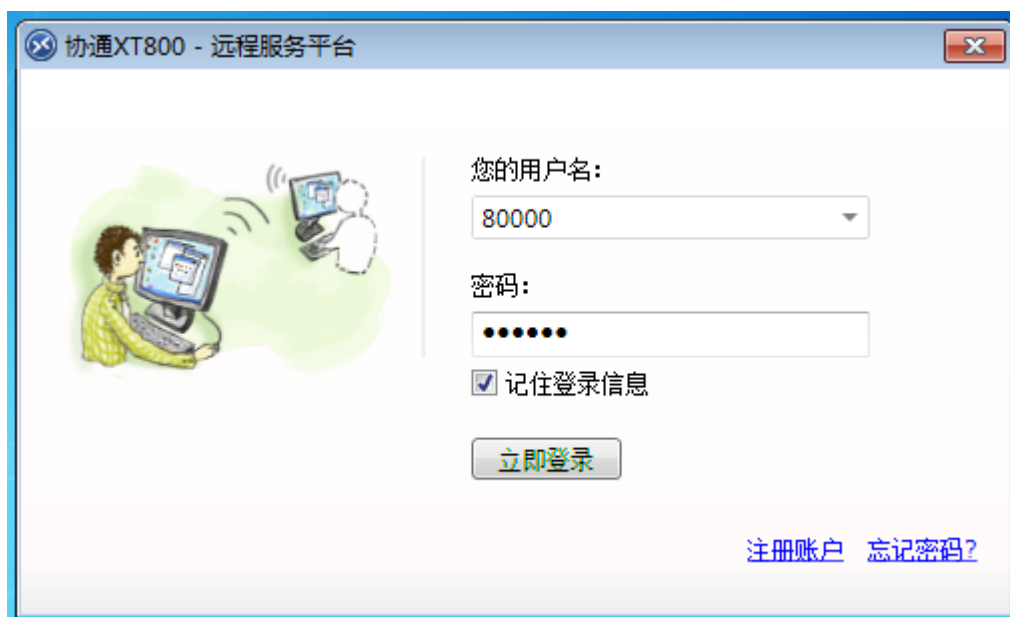 协通XT800 - 远程服务平台
您的用户名：
80000
密码：
●●●●●●
记住登录信息
立即登录
注册账户 忘记密码?